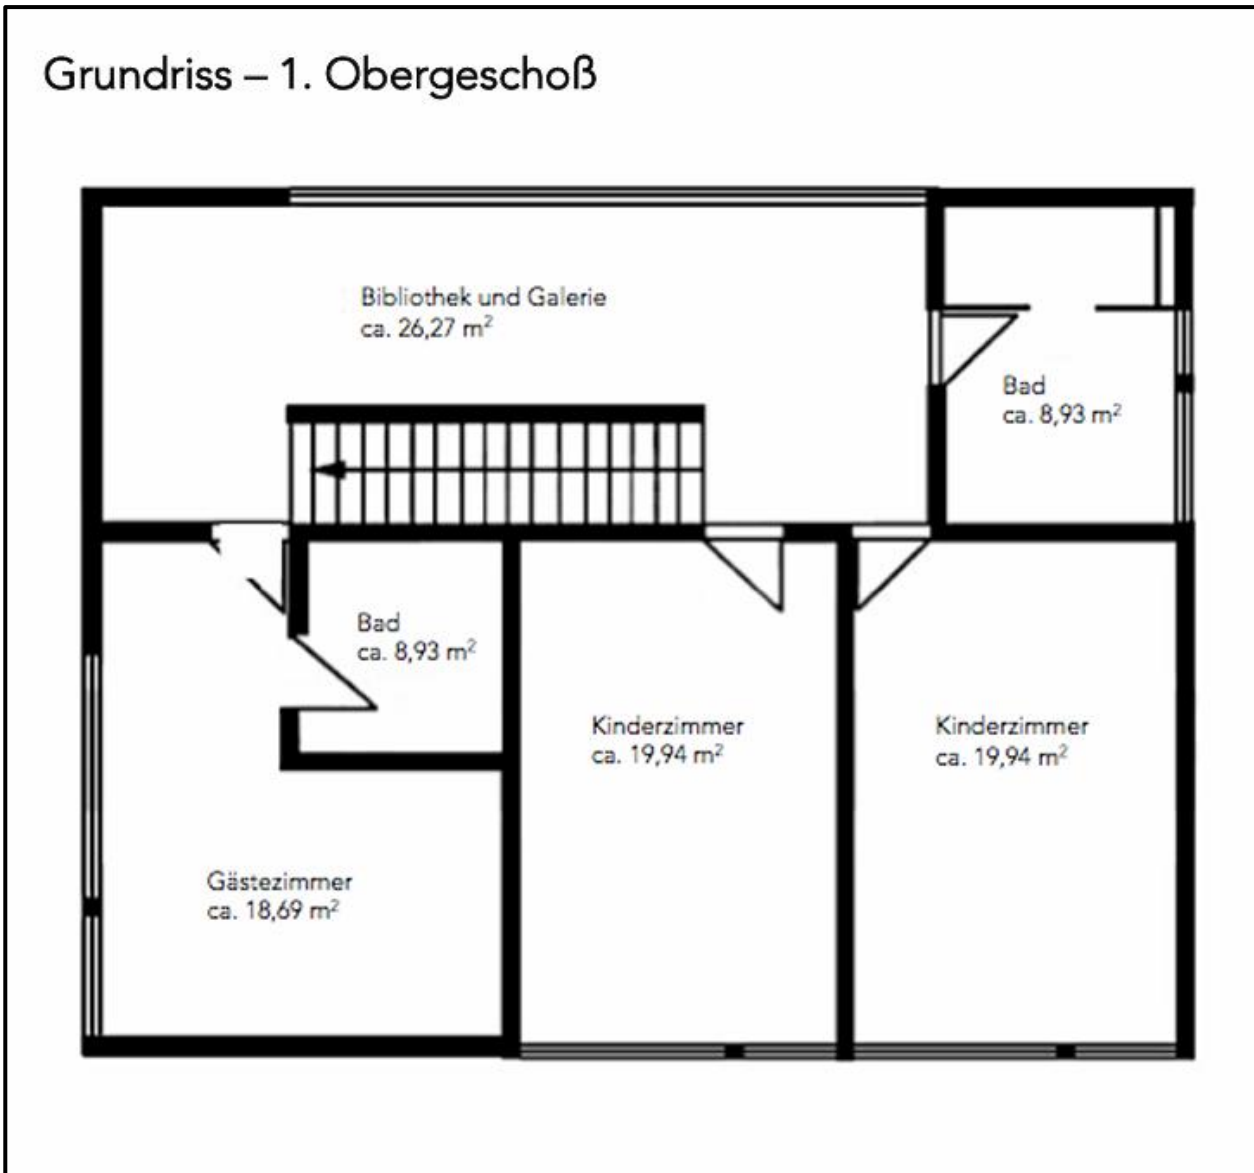 Grundriss – 1. Obergeschoß
Bibliothek und Galerie
ca. 26,27 m²
Bad
ca. 8,93 m²
Bad
ca. 8,93 m²
Kinderzimmer
ca. 19,94 m²
Kinderzimmer
ca. 19,94 m²
Gästezimmer
ca. 18,69 m²